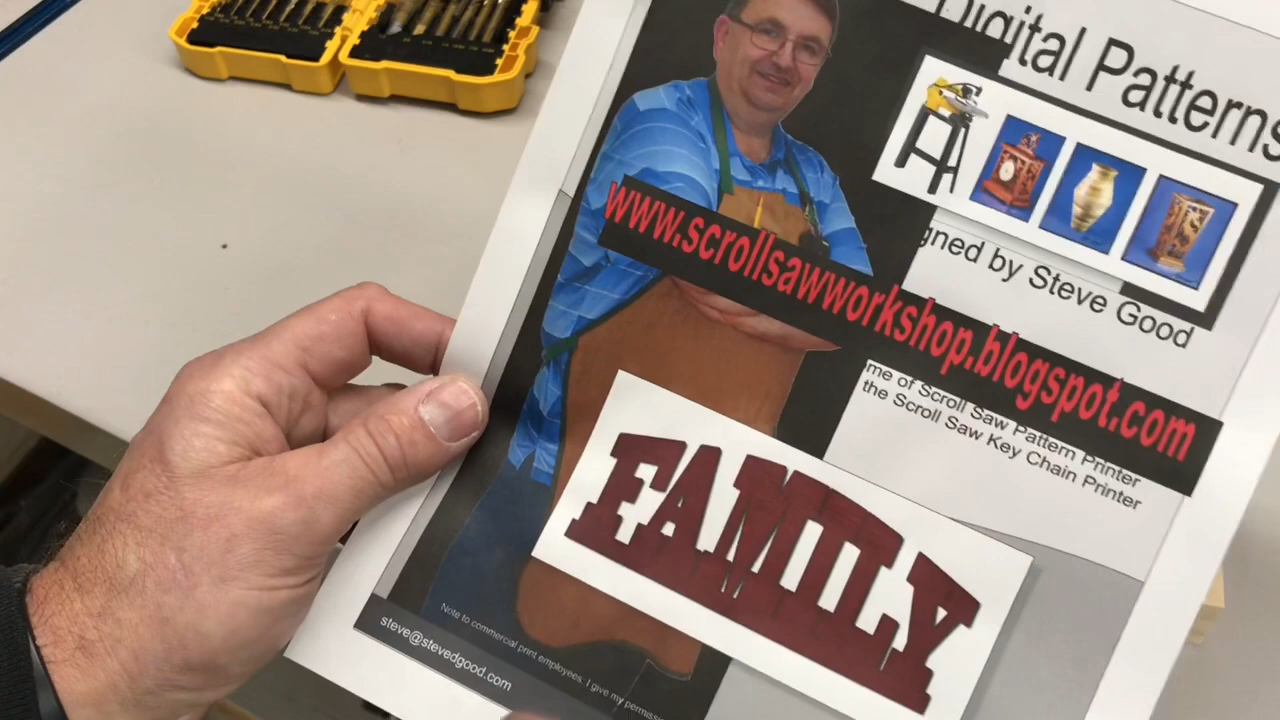 Digital Patterns
www.scrollsawworkshop.blogspot.com
gned by Steve Good
me of Scroll Saw Pattern Printer
the Scroll Saw Key Chain Printer
FAMILY
Note to commercial print employees. I give my permissi
steve@stevedgood.com